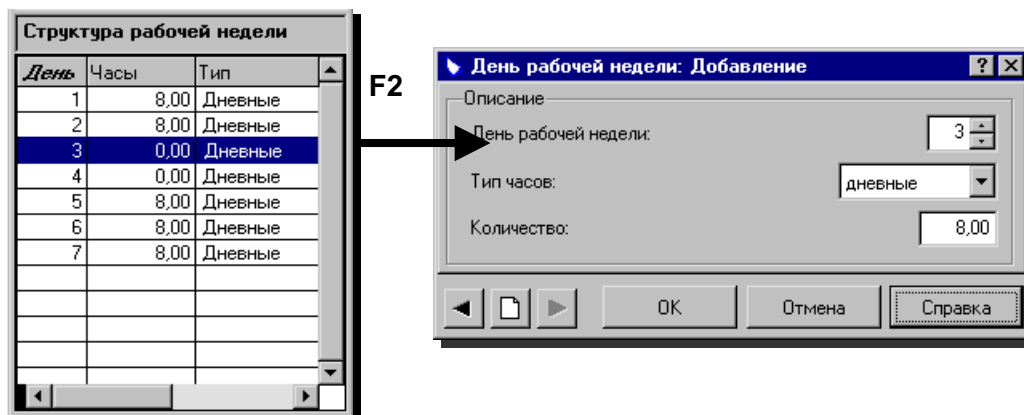 Структура рабочей недели
День Часы Тип
1 8,00 Дневные
2 8,00 Дневные
3 0,00 Дневные
4 0,00 Дневные
5 8,00 Дневные
6 8,00 Дневные
7 8,00 Дневные
F2
День рабочей недели: Добавление
Описание
День рабочей недели: 3
Тип часов: дневные
Количество: 8,00
OK Отмена Справка